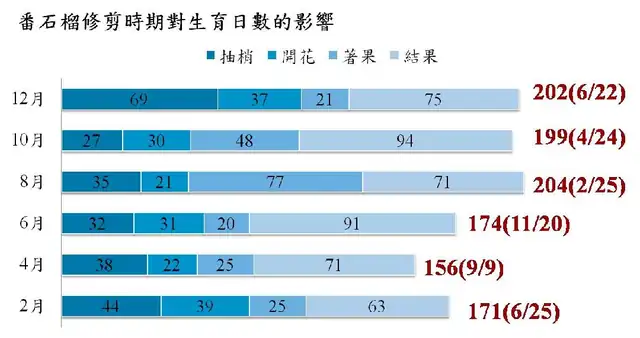 番石榴修剪時期對生育日數的影響
抽梢 開花 著果 結果
12月 69 37 21 75 202(6/22)
10月 27 30 48 94 199(4/24)
8月 35 21 77 71 204(2/25)
6月 32 31 20 91 174(11/20)
4月 38 22 25 71 156(9/9)
2月 44 39 25 63 171(6/25)